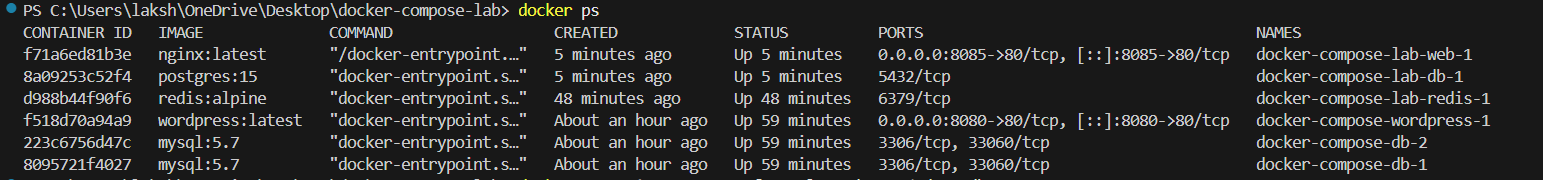 PS C:\Users\laksh\OneDrive\Desktop\docker-compose-lab> docker ps
CONTAINER ID   IMAGE              COMMAND                  CREATED             STATUS          PORTS                                     NAMES
f71a6ed81b3e   nginx:latest       "/docker-entrypoint.…"   5 minutes ago       Up 5 minutes    0.0.0.0:8085->80/tcp, [::]:8085->80/tcp   docker-compose-lab-web-1
8a09253c52f4   postgres:15        "docker-entrypoint.s…"   5 minutes ago       Up 5 minutes    5432/tcp                                  docker-compose-lab-db-1
d988b44f90f6   redis:alpine       "docker-entrypoint.s…"   48 minutes ago      Up 48 minutes   6379/tcp                                  docker-compose-lab-redis-1
f518d70a94a9   wordpress:latest   "docker-entrypoint.s…"   About an hour ago   Up 59 minutes   0.0.0.0:8080->80/tcp, [::]:8080->80/tcp   docker-compose-wordpress-1
223c6756d47c   mysql:5.7          "docker-entrypoint.s…"   About an hour ago   Up 59 minutes   3306/tcp, 33060/tcp                       docker-compose-db-2
8095721f4027   mysql:5.7          "docker-entrypoint.s…"   About an hour ago   Up 59 minutes   3306/tcp, 33060/tcp                       docker-compose-db-1